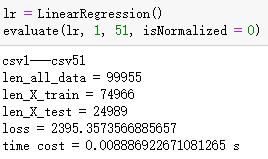 lr = LinearRegression()
evaluate(lr, 1, 51, isNormalized = 0)
csv1——csv51
len_all_data = 99955
len_X_train = 74966
len_X_test = 24989
loss = 2395.3573566885657
time cost = 0.008886922671081265 s